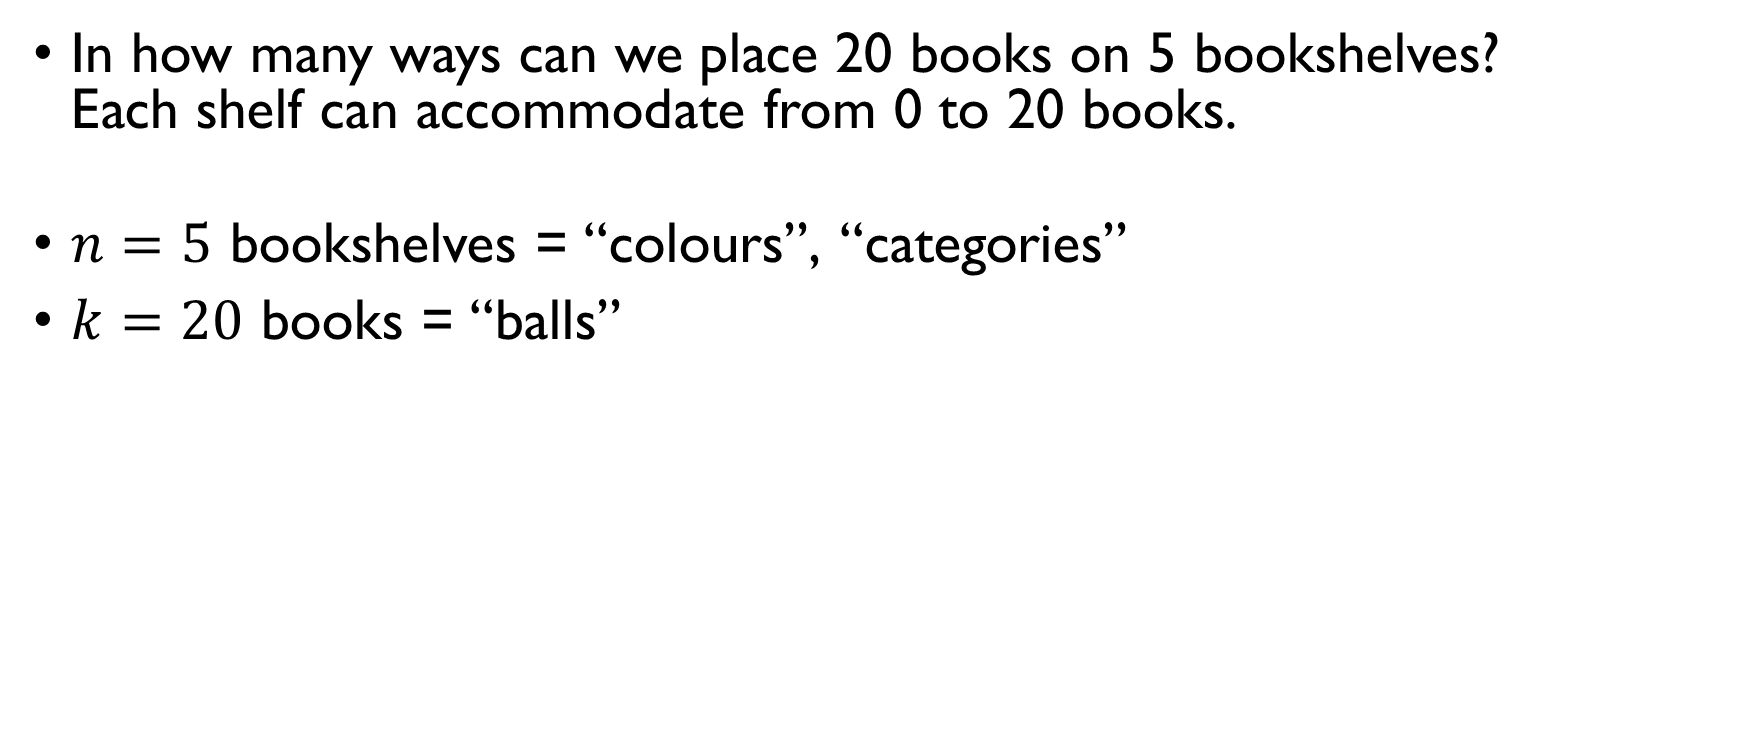 • In how many ways can we place 20 books on 5 bookshelves?
Each shelf can accommodate from 0 to 20 books.
• n = 5 bookshelves = “colours”, “categories”
• k = 20 books = “balls”